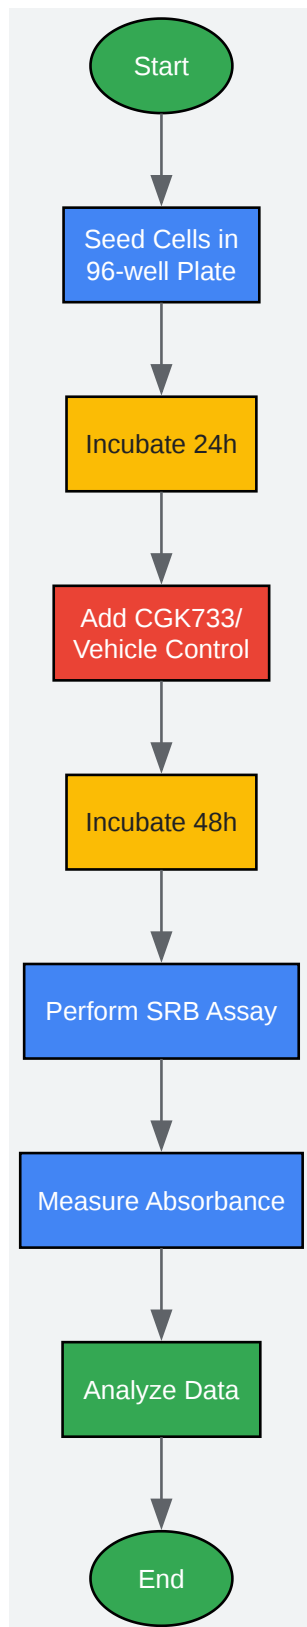 Start
Seed Cells in
96-well Plate
Incubate 24h
Add CGK733/
Vehicle Control
Incubate 48h
Perform SRB Assay
Measure Absorbance
Analyze Data
End